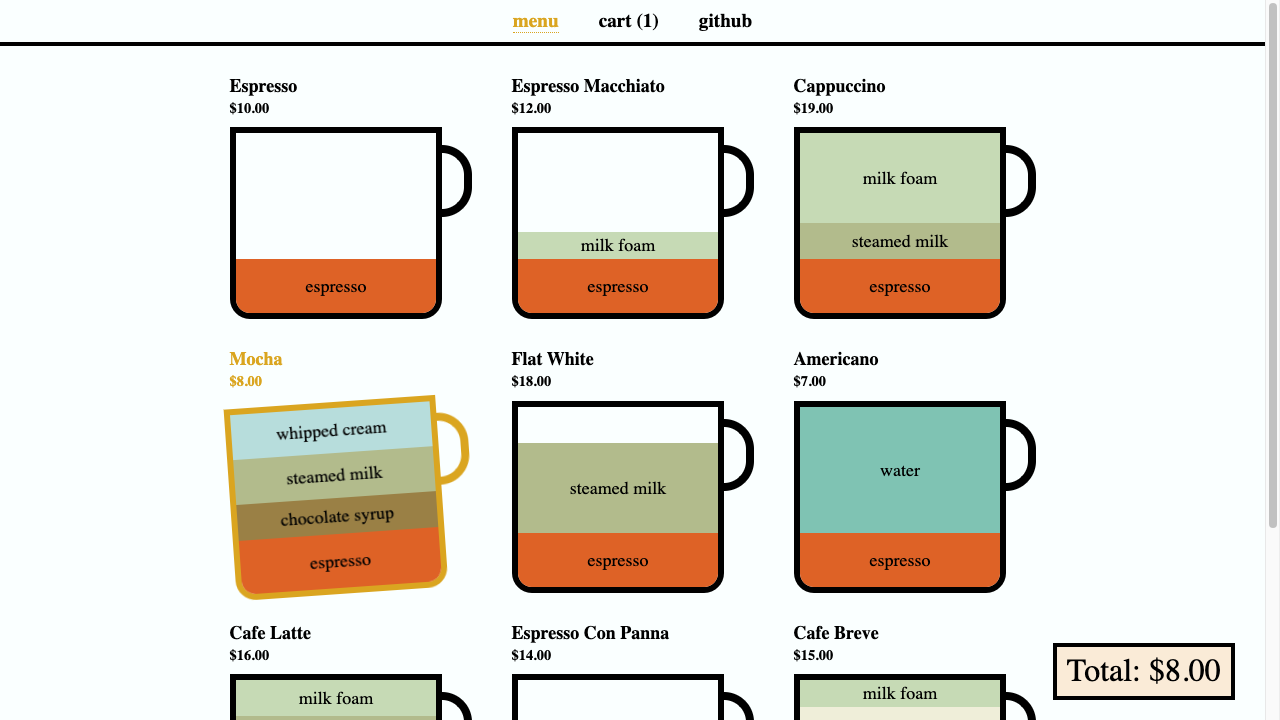 menu cart (1) github
Espresso
$10.00
espresso
Espresso Macchiato
$12.00
milk foam
espresso
Cappuccino
$19.00
milk foam
steamed milk
espresso
Mocha
$8.00
whipped cream
steamed milk
chocolate syrup
espresso
Flat White
$18.00
steamed milk
espresso
Americano
$7.00
water
espresso
Cafe Latte
$16.00
milk foam
Espresso Con Panna
$14.00
Cafe Breve
$15.00
milk foam
Total: $8.00